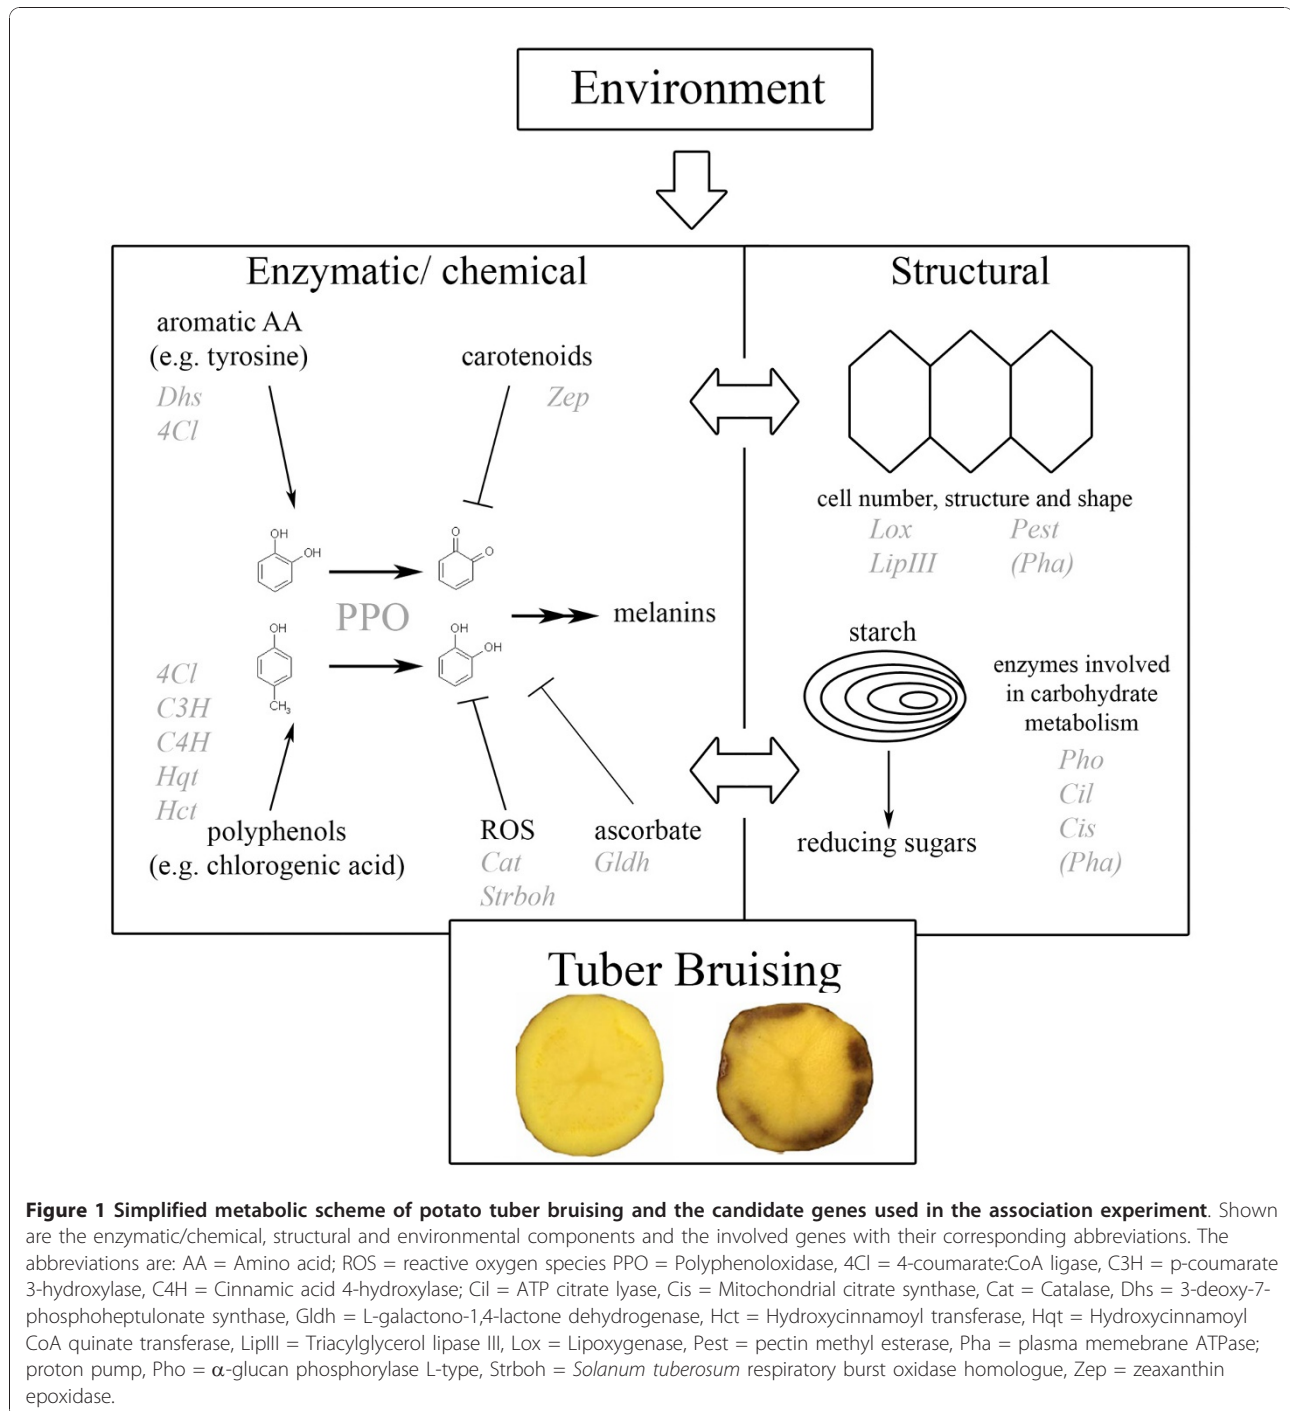 Environment
Enzymatic/ chemical
Structural
aromatic AA
(e.g. tyrosine)
Dhs
4Cl
carotenoids
Zep
OH
OH
O
O
PPO
OH
CH₃
OH
OH
melanins
4Cl
C3H
C4H
Hqt
Hct
polyphenols
(e.g. chlorogenic acid)
ROS
Cat
Strboh
ascorbate
Gldh
cell number, structure and shape
Lox
LipIII
Pest
(Pha)
starch
reducing sugars
enzymes involved
in carbohydrate
metabolism
Pho
Cil
Cis
(Pha)
Tuber Bruising
Figure 1 Simplified metabolic scheme of potato tuber bruising and the candidate genes used in the association experiment. Shown
are the enzymatic/chemical, structural and environmental components and the involved genes with their corresponding abbreviations. The
abbreviations are: AA = Amino acid; ROS = reactive oxygen species PPO = Polyphenoloxidase, 4Cl = 4-coumarate:CoA ligase, C3H = p-coumarate
3-hydroxylase, C4H = Cinnamic acid 4-hydroxylase; Cil = ATP citrate lyase, Cis = Mitochondrial citrate synthase, Cat = Catalase, Dhs = 3-deoxy-7-
phosphoheptulonate synthase, Gldh = L-galactono-1,4-lactone dehydrogenase, Hct = Hydroxycinnamoyl transferase, Hqt = Hydroxycinnamoyl
CoA quinate transferase, LipIII = Triacylglycerol lipase III, Lox = Lipoxygenase, Pest = pectin methyl esterase, Pha = plasma memebrane ATPase;
proton pump, Pho = α-glucan phosphorylase L-type, Strboh = Solanum tuberosum respiratory burst oxidase homologue, Zep = zeaxanthin
epoxidase.